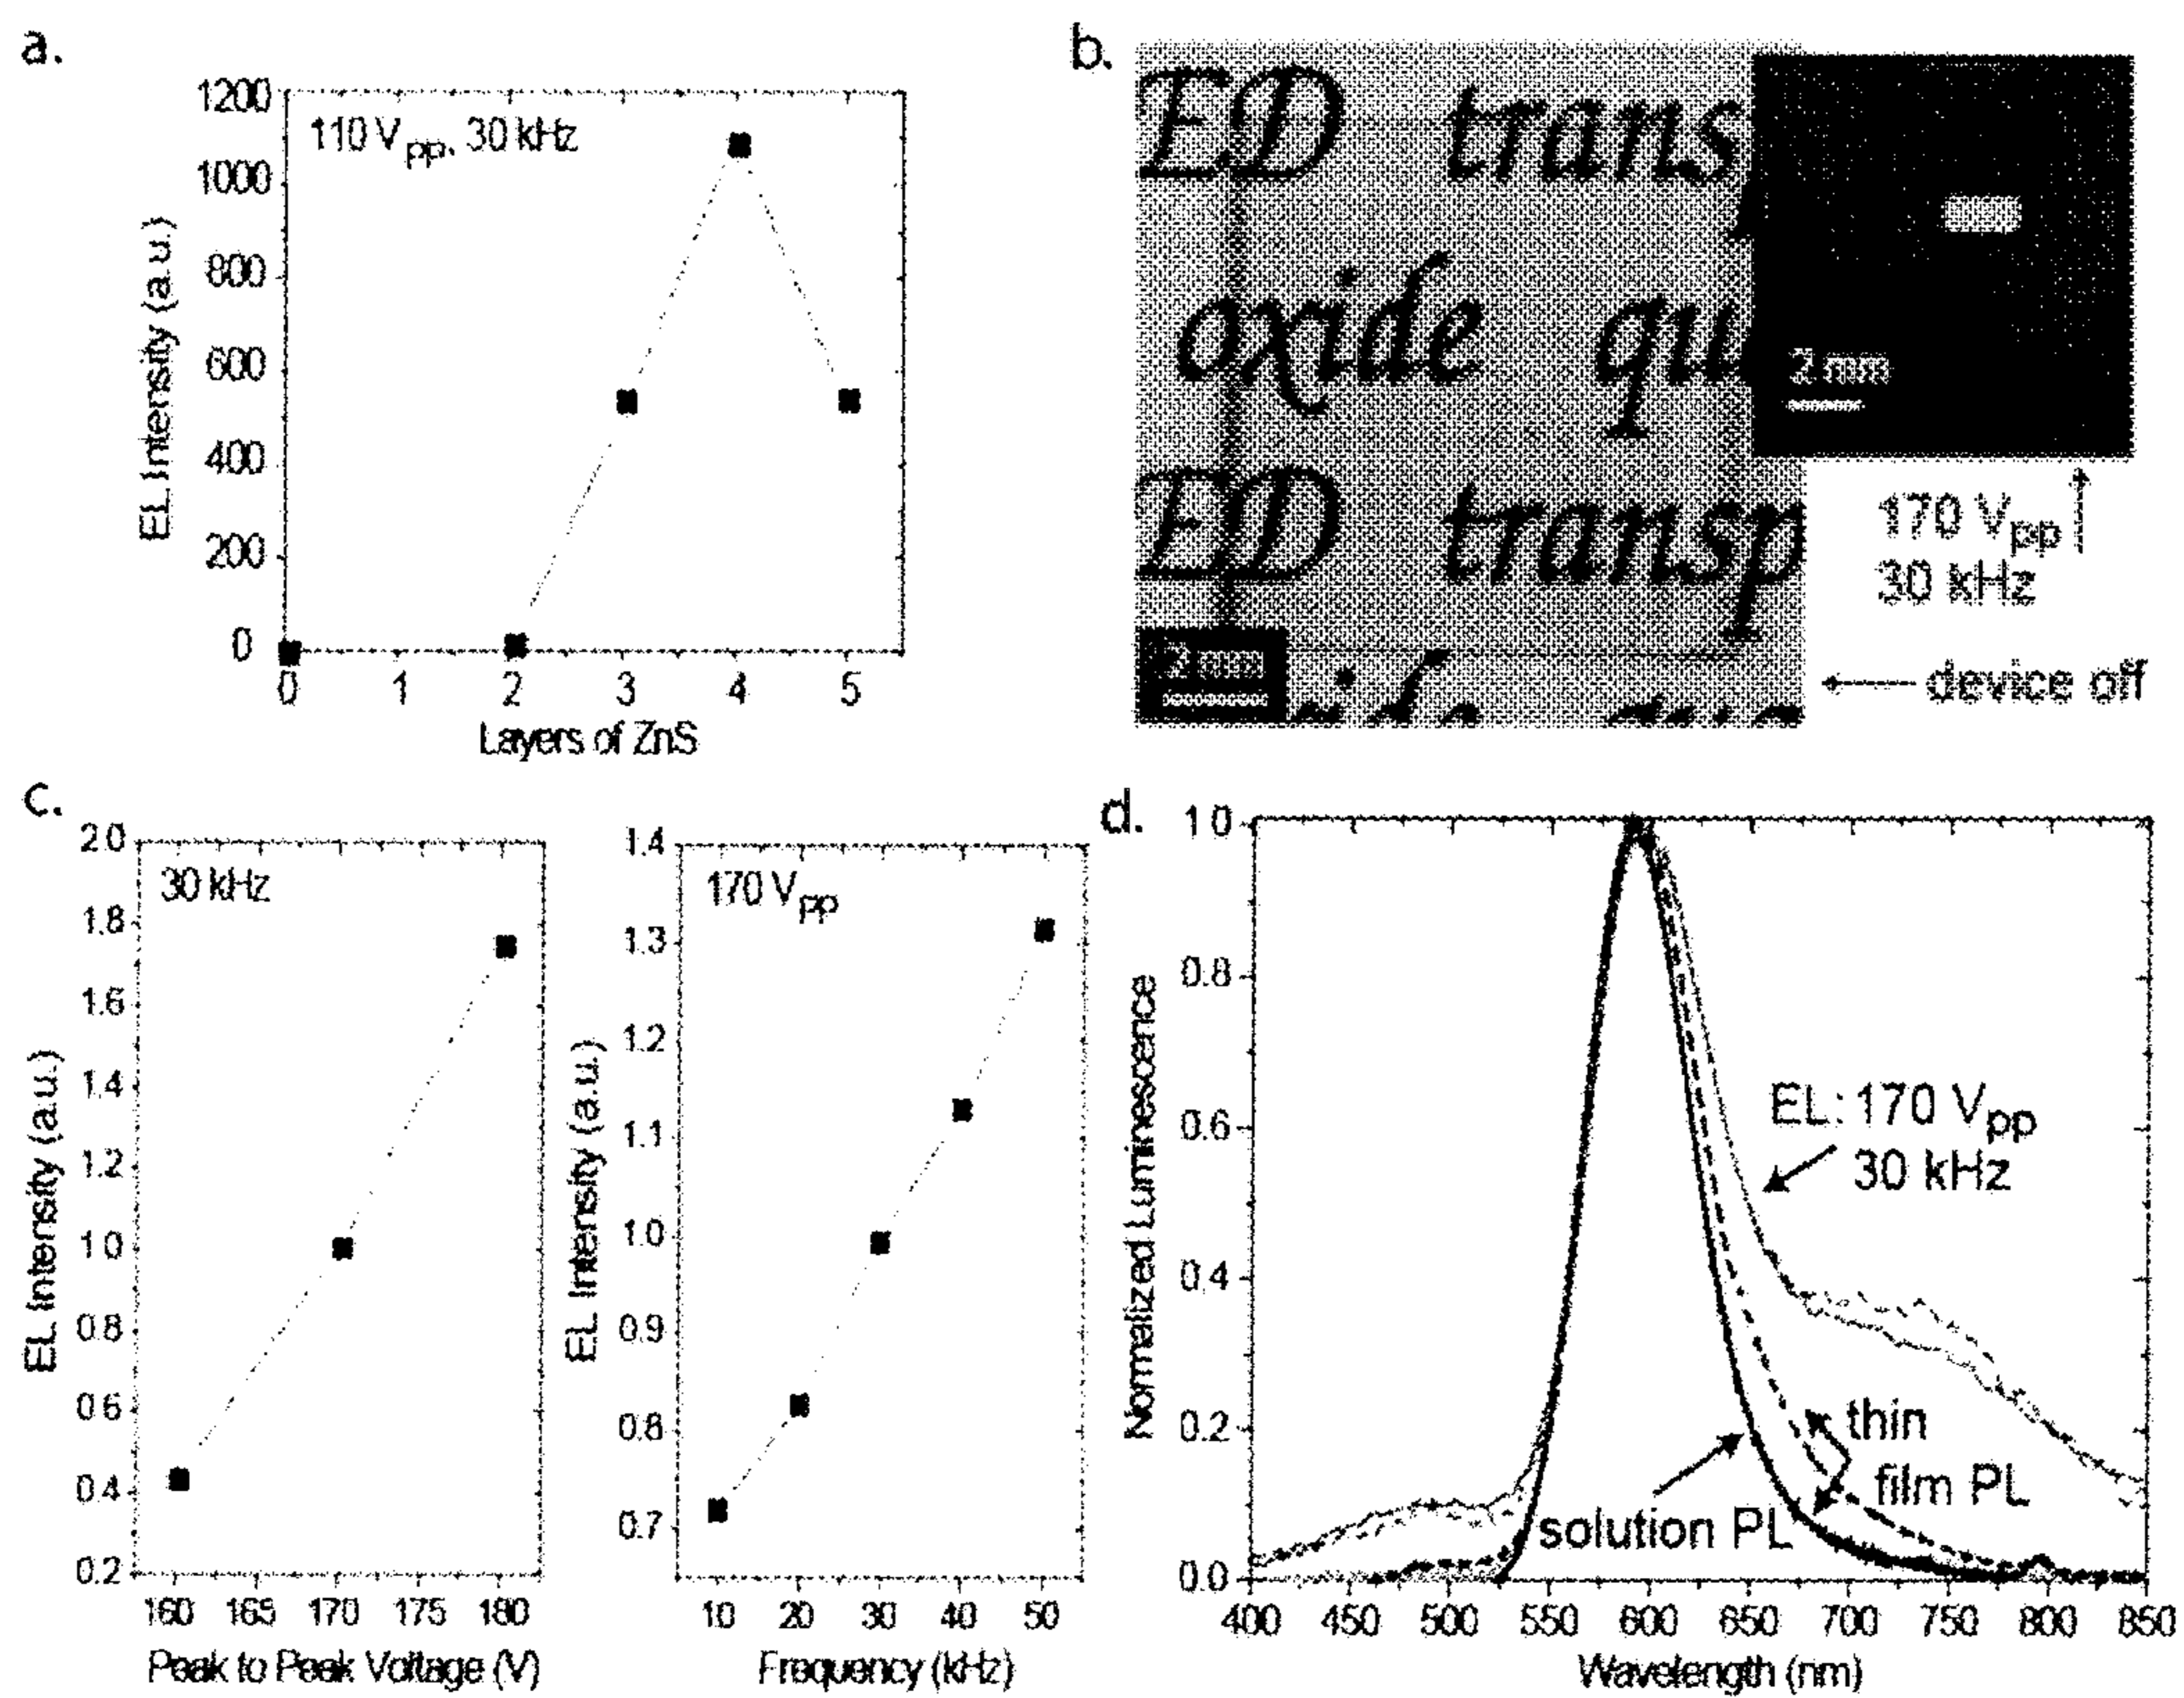 a.
1200
1000
800
600
400
200
0
110 Vpp, 30 kHz
EL Intensity (a.u.)
0 1 2 3 4 5
Layers of ZnS
b.
ED trans
oxide qu
ED transp
2 mm
2 mm
170 Vpp
30 kHz
device off
c.
2.0
1.8
1.6
1.4
1.2
1.0
0.8
0.6
0.4
0.2
30 kHz
EL Intensity (a.u.)
160 165 170 175 180
Peak to Peak Voltage (V)
1.4
1.3
1.2
1.1
1.0
0.9
0.8
0.7
170 Vpp
EL Intensity (a.u.)
10 20 30 40 50
Frequency (kHz)
d.
1.0
0.8
0.6
0.4
0.2
0.0
Normalized Luminescence
EL: 170 Vpp
30 kHz
thin
film PL
solution PL
400 450 500 550 600 650 700 750 800 850
Wavelength (nm)